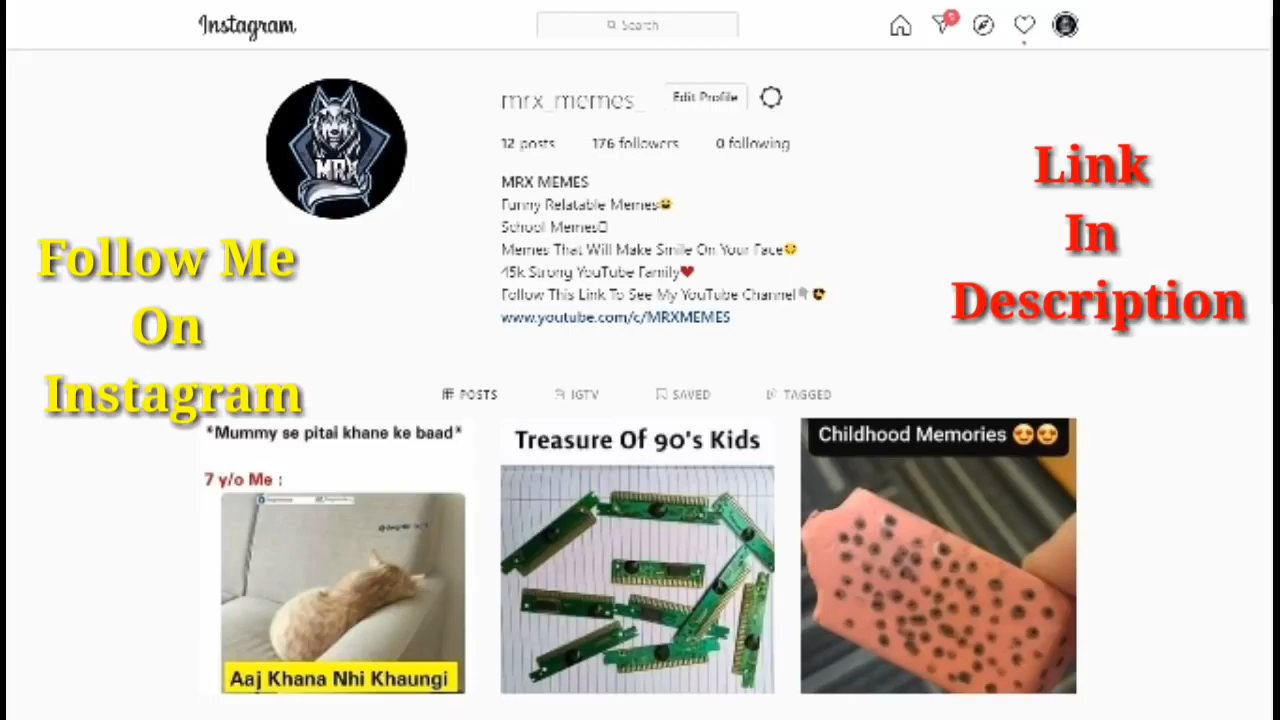 Instagram
Search
5
MRX
mrx_memes_
Edit Profile
12 posts 176 followers 0 following
MRX MEMES
Funny Relatable Memes😄
School Memes
Memes That Will Make Smile On Your Face😊
45k Strong YouTube Family❤
Follow This Link To See My YouTube Channel👇
www.youtube.com/c/MRXMEMES
Follow Me
On
Instagram
Link
In
Description
POSTS IGTV SAVED TAGGED
*Mummy se pitai khane ke baad*
7 y/o Me :
Aaj Khana Nhi Khaungi
Treasure Of 90's Kids
Childhood Memories 😍😍